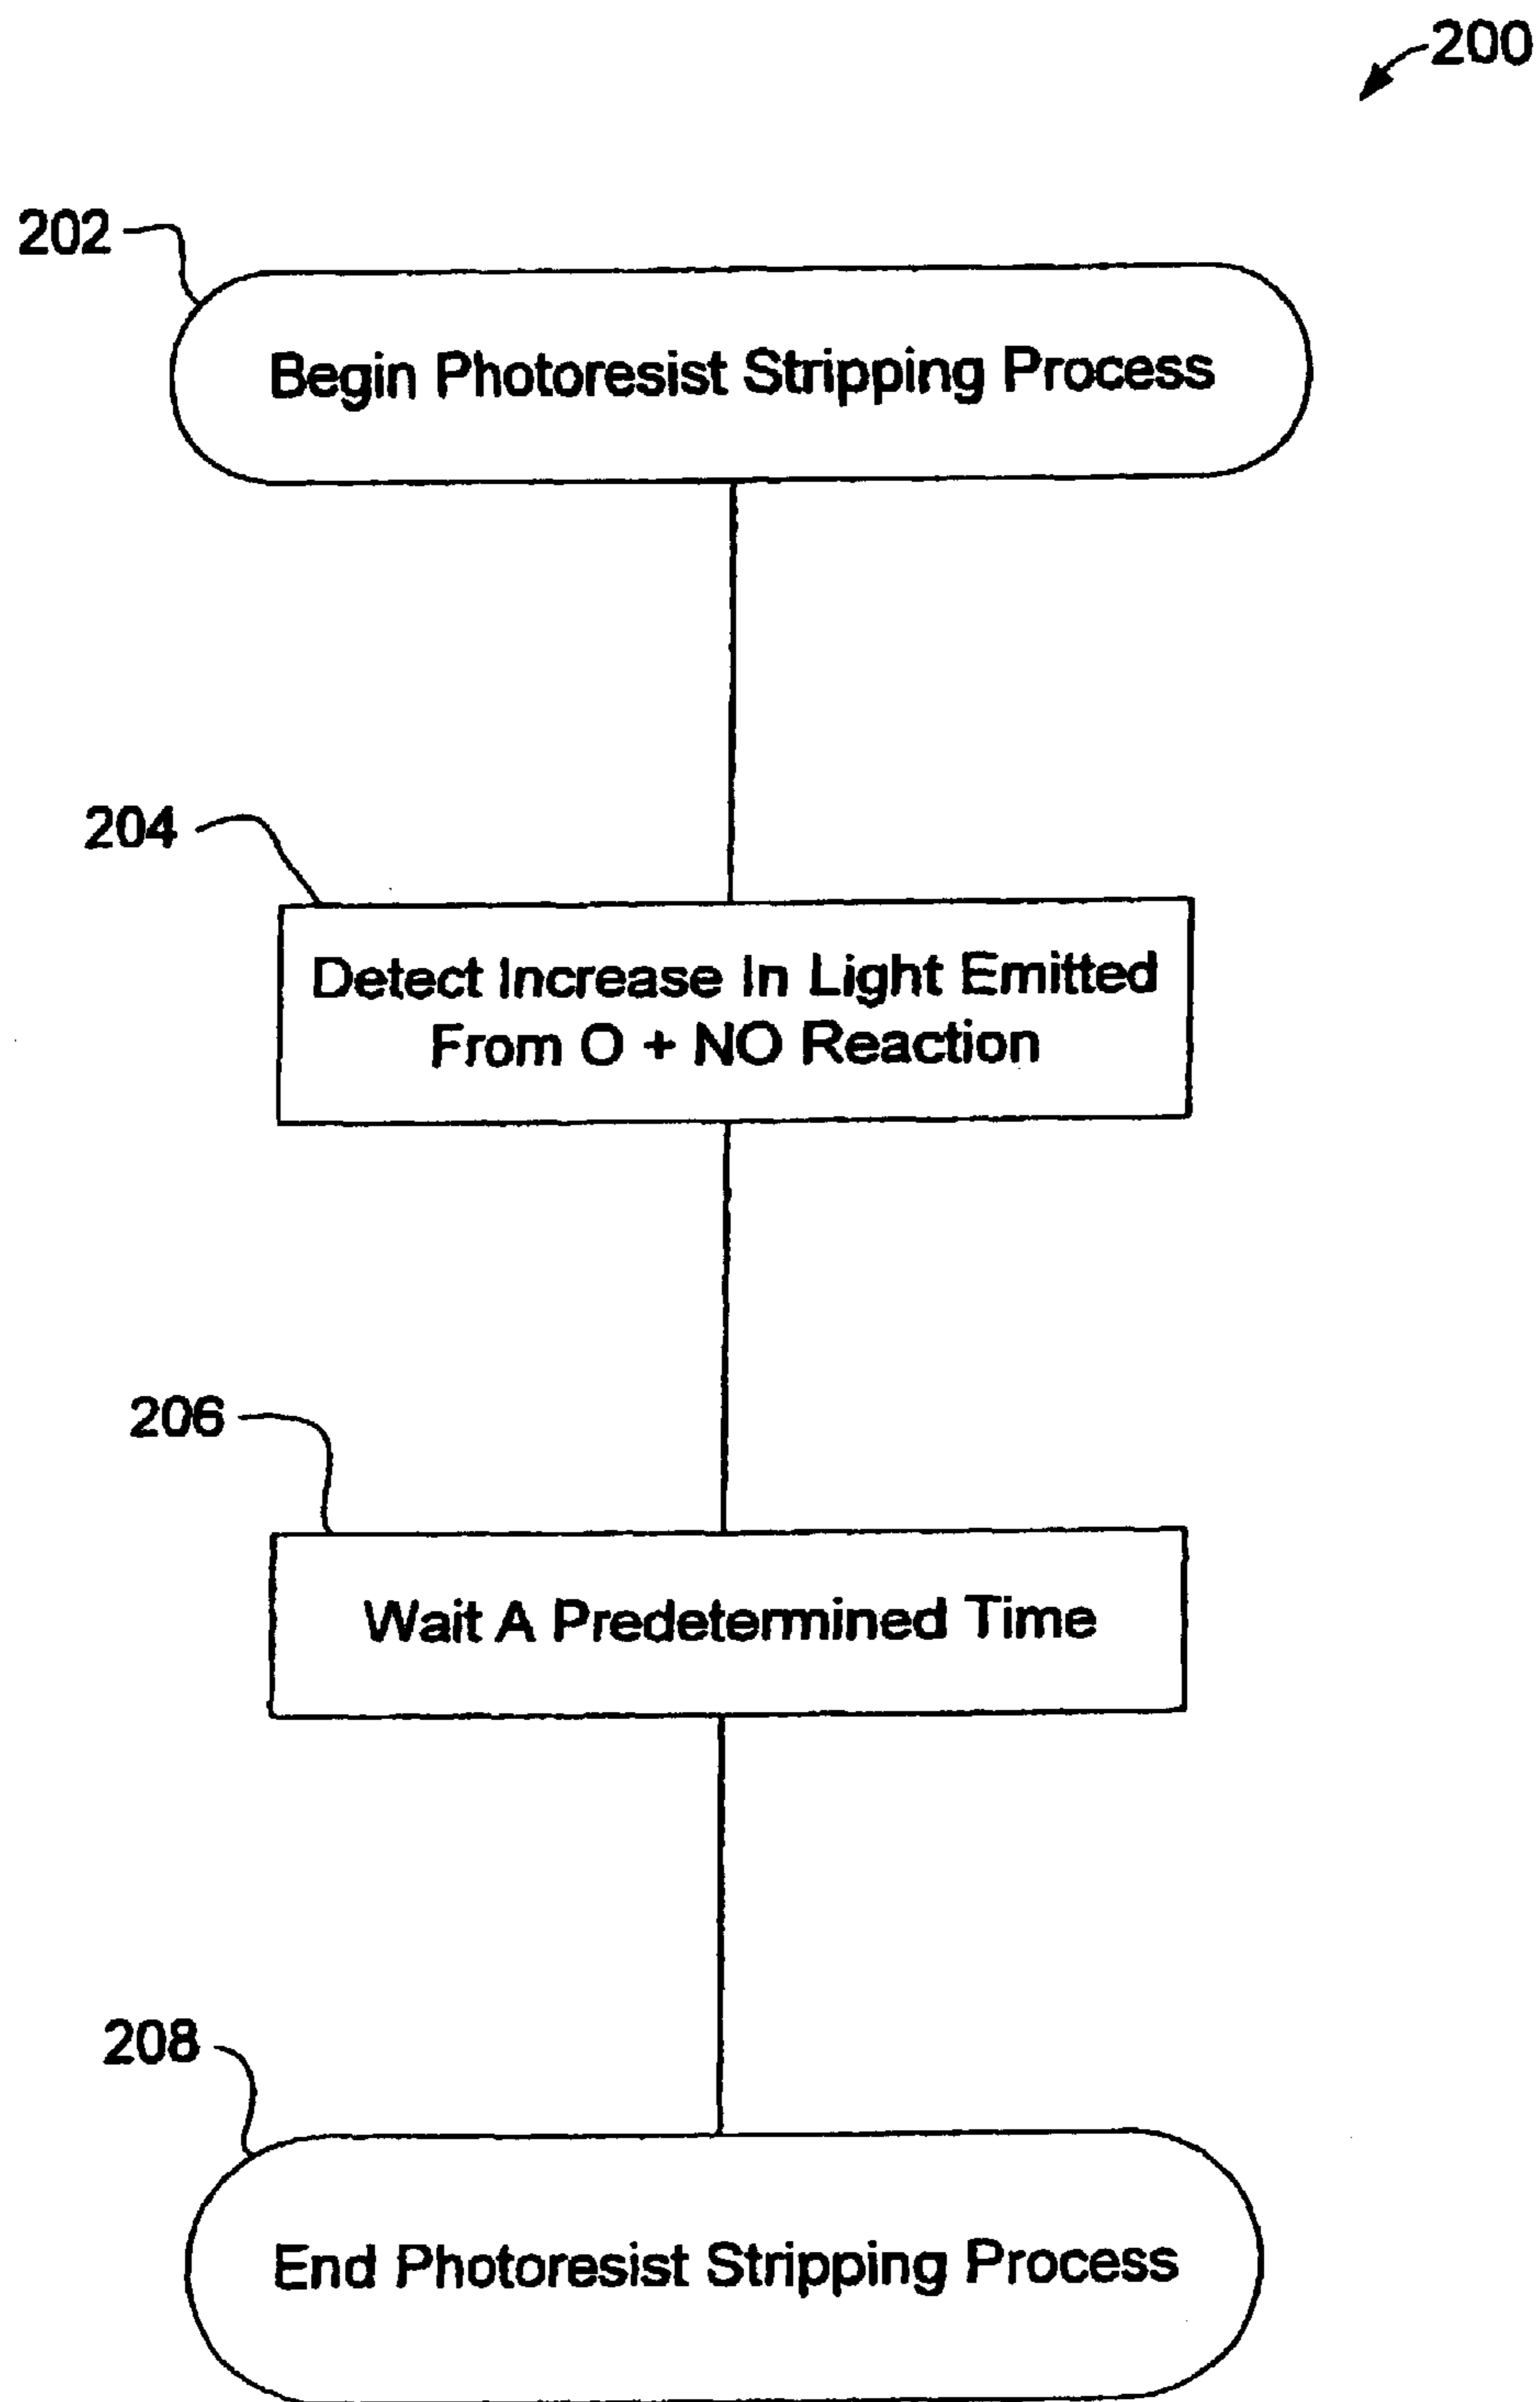 200
202
Begin Photoresist Stripping Process
204
Detect Increase In Light Emitted
From O + NO Reaction
206
Wait A Predetermined Time
208
End Photoresist Stripping Process